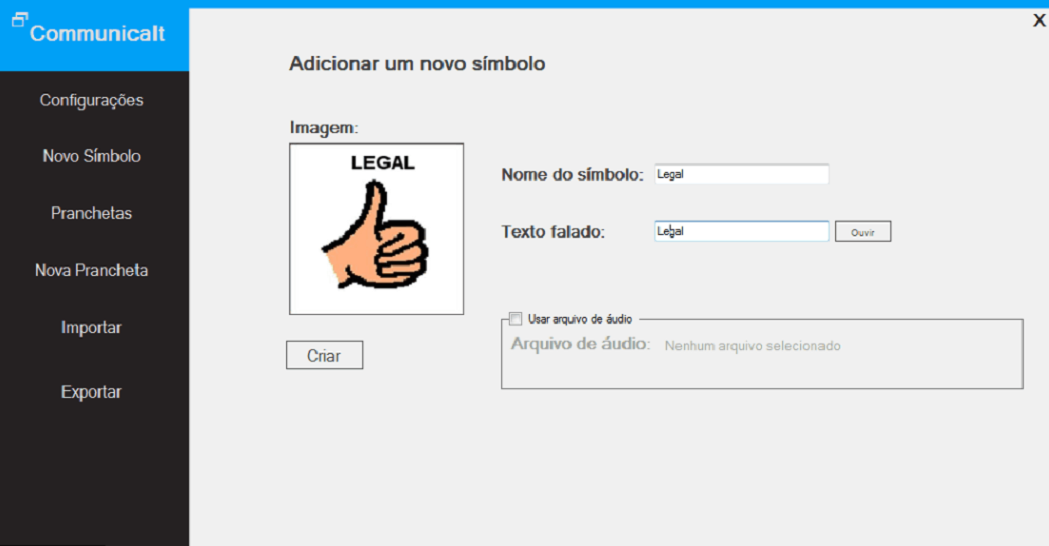 CommunicaIt
X
Configurações
Novo Símbolo
Pranchetas
Nova Prancheta
Importar
Exportar
Adicionar um novo símbolo
Imagem:
LEGAL
Criar
Nome do símbolo: Legal
Texto falado: Legal Ouvir
Usar arquivo de áudio
Arquivo de áudio: Nenhum arquivo selecionado